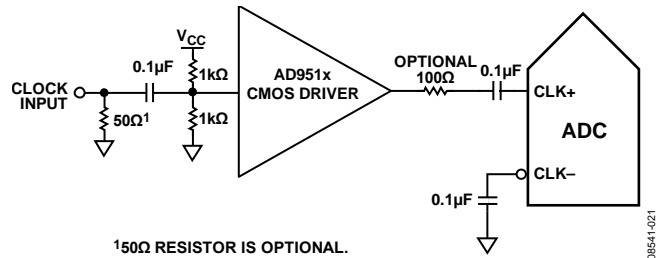 VCC
0.1µF
1kΩ
CLOCK
INPUT
50Ω1
1kΩ
AD951x
CMOS DRIVER
OPTIONAL
100Ω
0.1µF
CLK+
ADC
CLK–
0.1µF
150Ω RESISTOR IS OPTIONAL.
08541-021